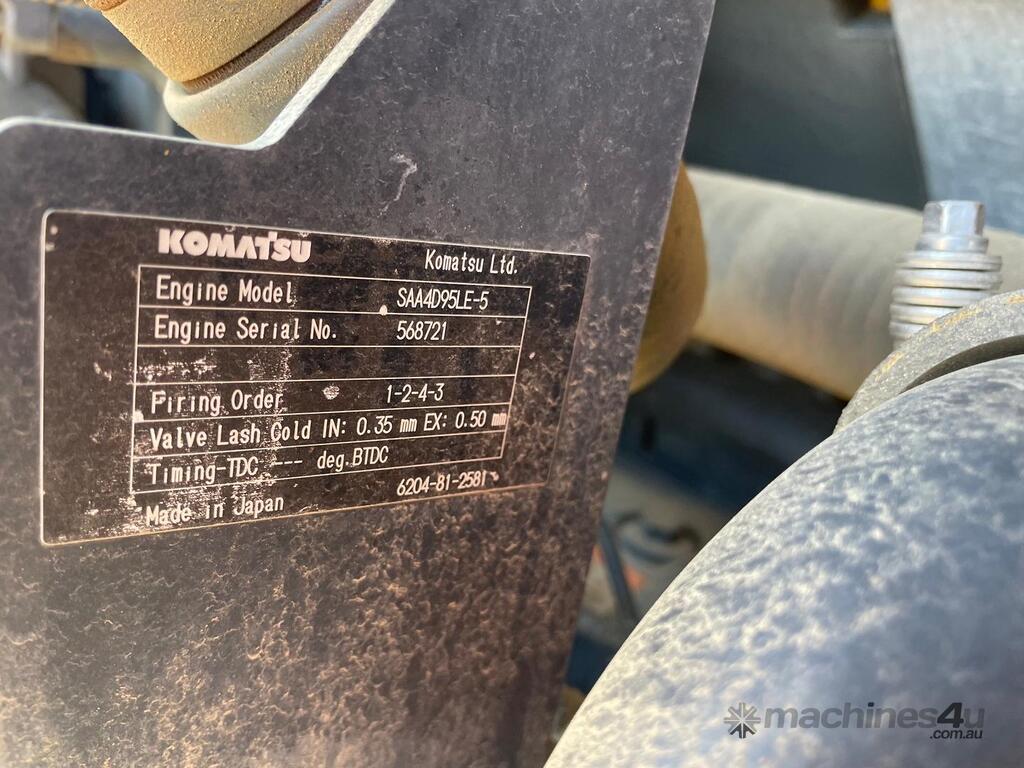 KOMATSU
Komatsu Ltd.
Engine Model SAA4D95LE-5
Engine Serial No. 568721
Firing Order 1-2-4-3
Valve Lash Cold IN: 0.35 mm EX: 0.50 mm
Timing-TDC --- deg.BTDC
Made in Japan 6204-81-2581
machines4u
.com.au